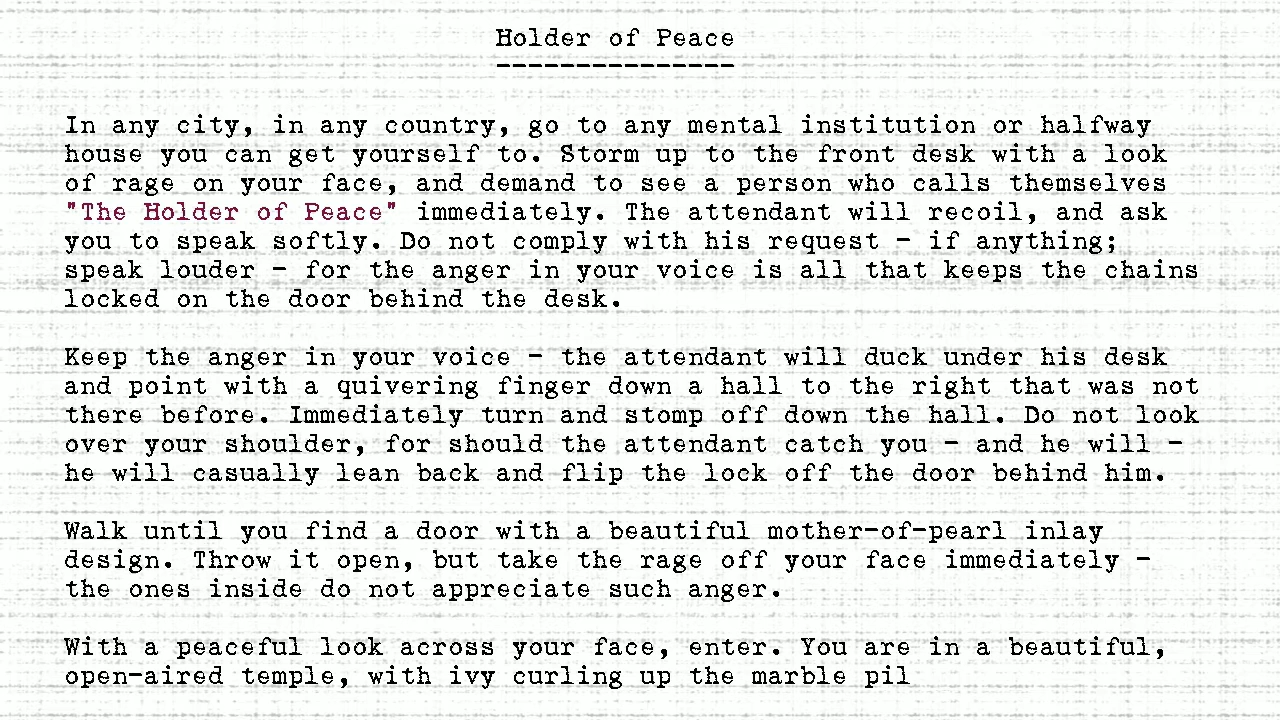 Holder of Peace
---------------
In any city, in any country, go to any mental institution or halfway
house you can get yourself to. Storm up to the front desk with a look
of rage on your face, and demand to see a person who calls themselves
"The Holder of Peace" immediately. The attendant will recoil, and ask
you to speak softly. Do not comply with his request - if anything;
speak louder - for the anger in your voice is all that keeps the chains
locked on the door behind the desk.
Keep the anger in your voice - the attendant will duck under his desk
and point with a quivering finger down a hall to the right that was not
there before. Immediately turn and stomp off down the hall. Do not look
over your shoulder, for should the attendant catch you - and he will -
he will casually lean back and flip the lock off the door behind him.
Walk until you find a door with a beautiful mother-of-pearl inlay
design. Throw it open, but take the rage off your face immediately -
the ones inside do not appreciate such anger.
With a peaceful look across your face, enter. You are in a beautiful,
open-aired temple, with ivy curling up the marble pil